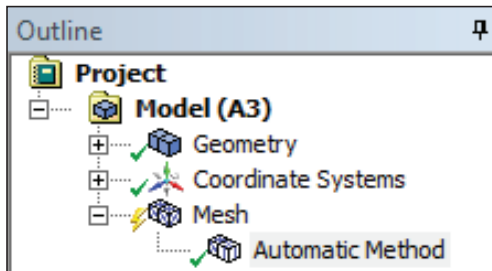 Outline
Project
Model (A3)
Geometry
Coordinate Systems
Mesh
Automatic Method